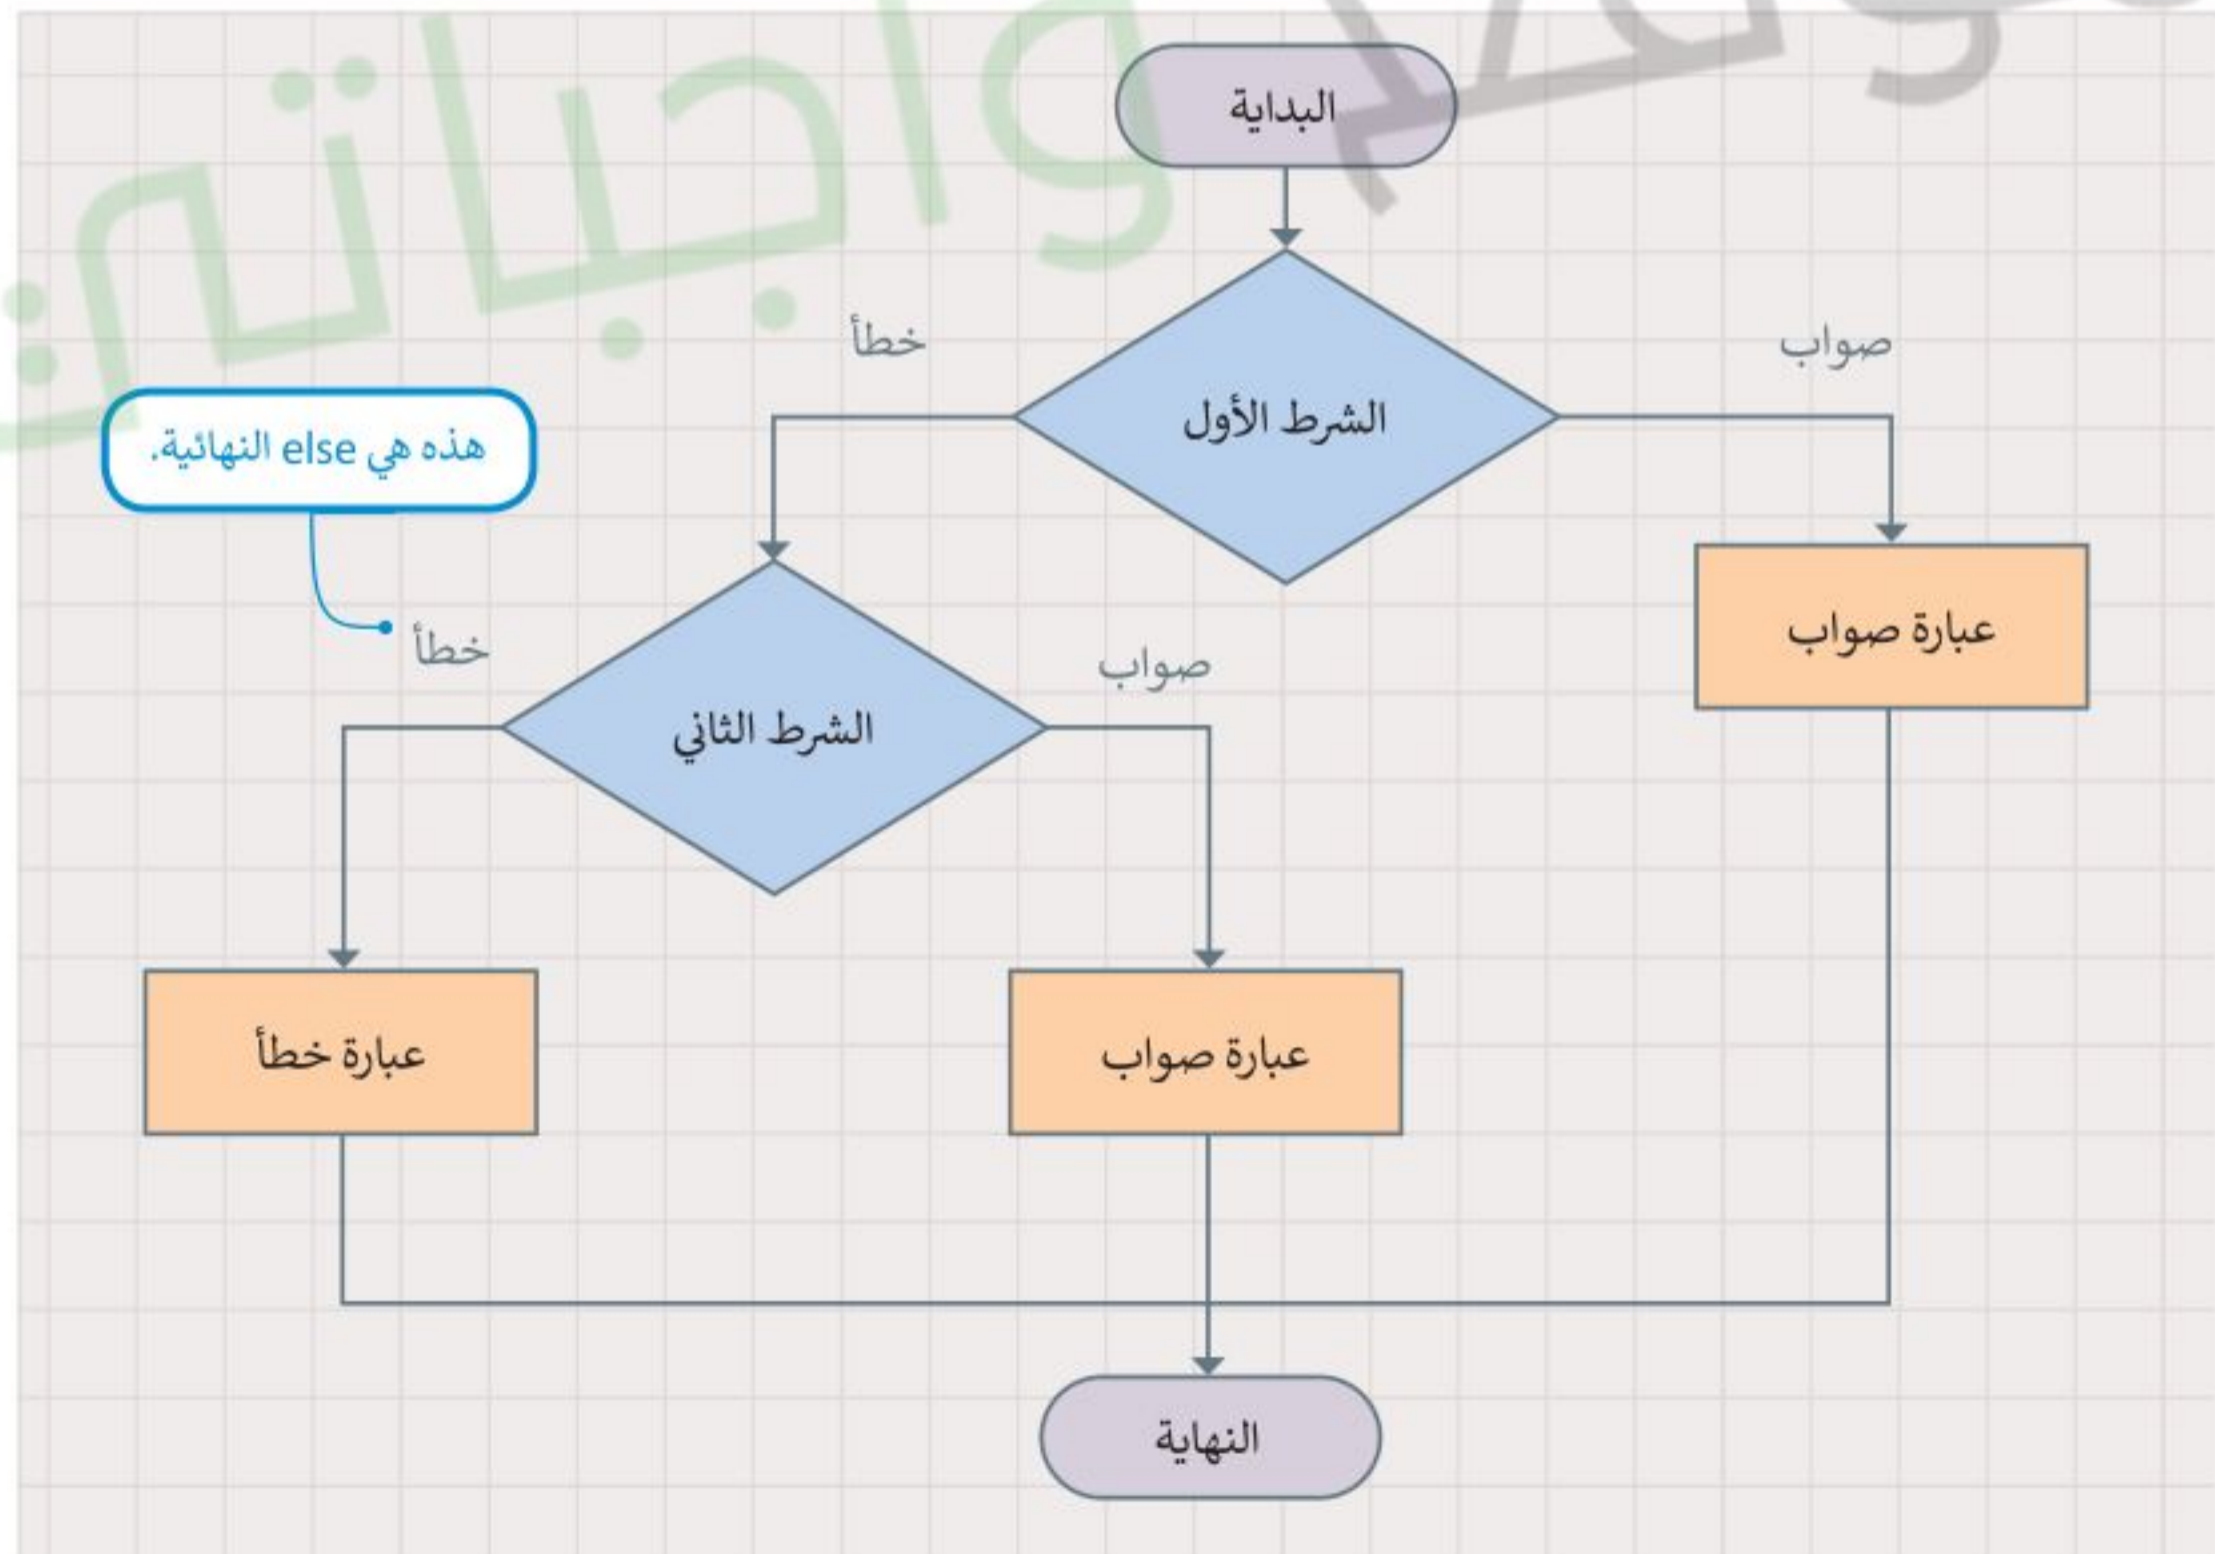 البداية
صواب
خطأ
الشرط الأول
هذه هي else النهائية.
عبارة صواب
صواب
خطأ
الشرط الثاني
عبارة صواب
عبارة خطأ
النهاية
واجباتي